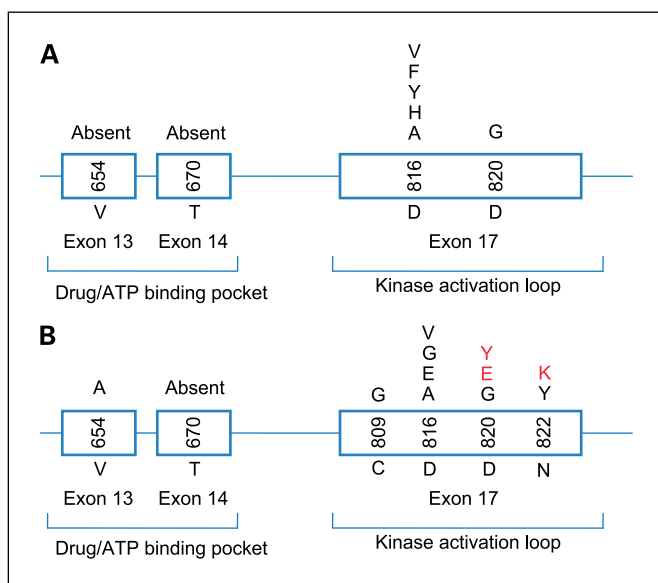 A
V
F
Y
H
Absent Absent A G
654 670 816 820
V T D D
Exon 13 Exon 14 Exon 17
Drug/ATP binding pocket Kinase activation loop
B
V
G Y
A Absent E E K
G A G Y
654 670 809 816 820 822
V T C D D N
Exon 13 Exon 14 Exon 17
Drug/ATP binding pocket Kinase activation loop